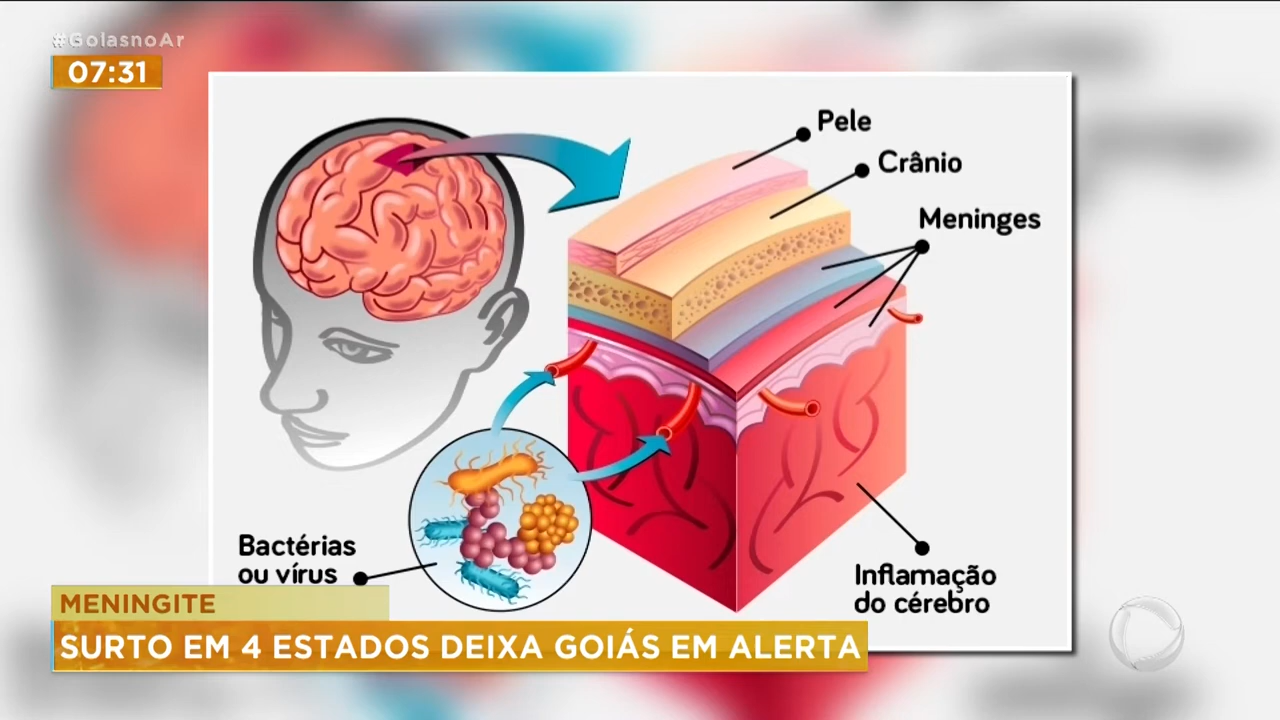 #GoiasnoAr
07:31
Pele
Crânio
Meninges
Bactérias
ou vírus
Inflamação
do cérebro
MENINGITE
SURTO EM 4 ESTADOS DEIXA GOIÁS EM ALERTA